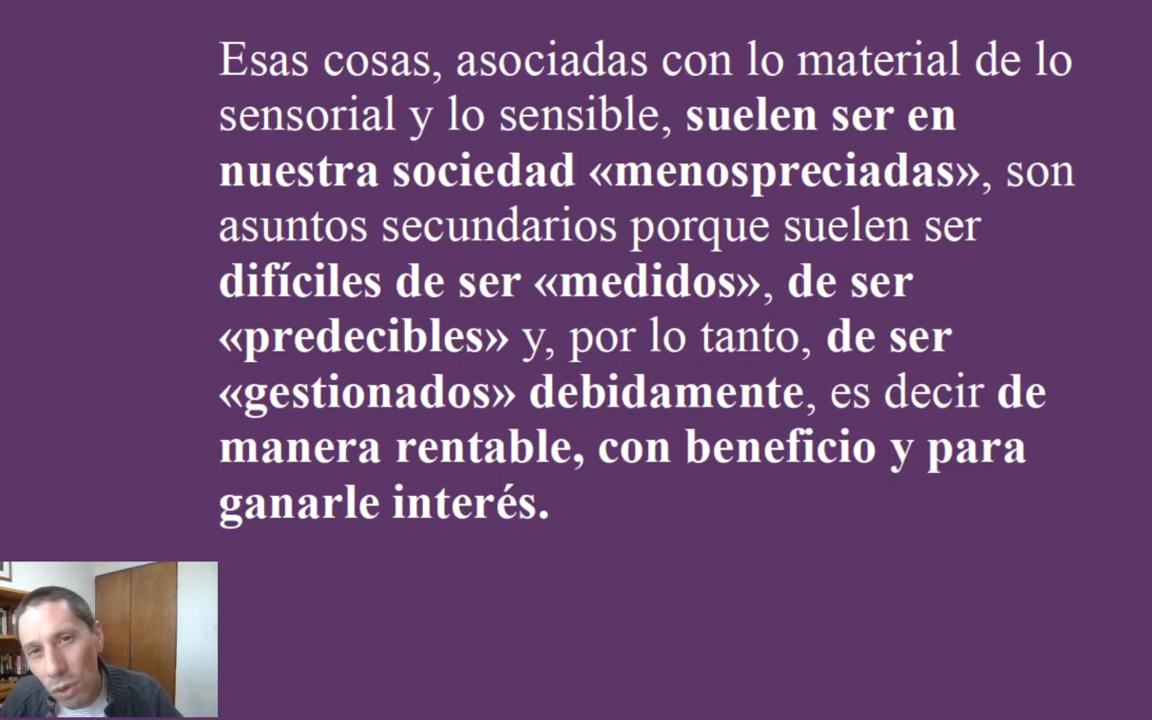 Esas cosas, asociadas con lo material de lo
sensorial y lo sensible, suelen ser en
nuestra sociedad «menospreciadas», son
asuntos secundarios porque suelen ser
difíciles de ser «medidos», de ser
«predecibles» y, por lo tanto, de ser
«gestionados» debidamente, es decir de
manera rentable, con beneficio y para
ganarle interés.